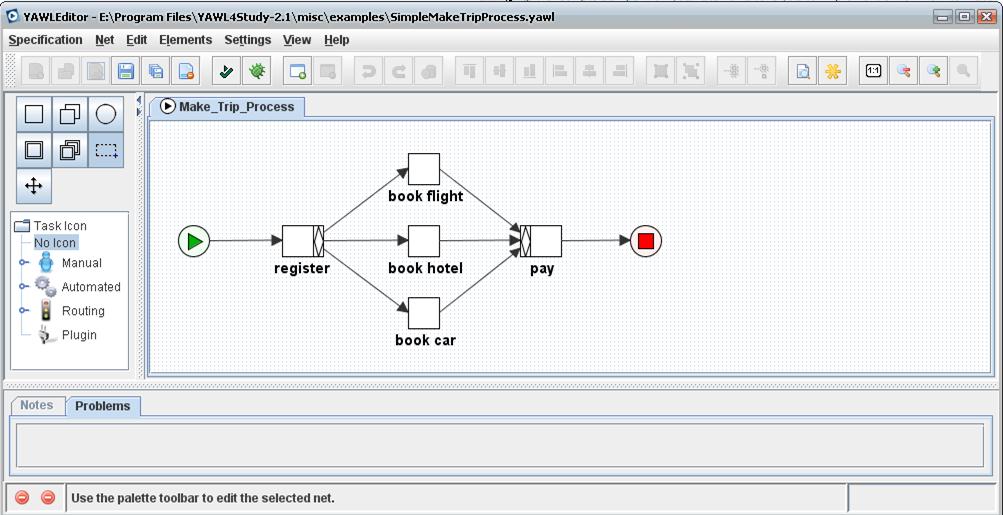 YAWLEditor - E:\Program Files\YAWL4Study-2.1\misc\examples\SimpleMakeTripProcess.yawl
Specification Net Edit Elements Settings View Help
1:1
Make_Trip_Process
Task Icon
No Icon
Manual
Automated
Routing
Plugin
book flight
register
book hotel
pay
book car
Notes Problems
Use the palette toolbar to edit the selected net.